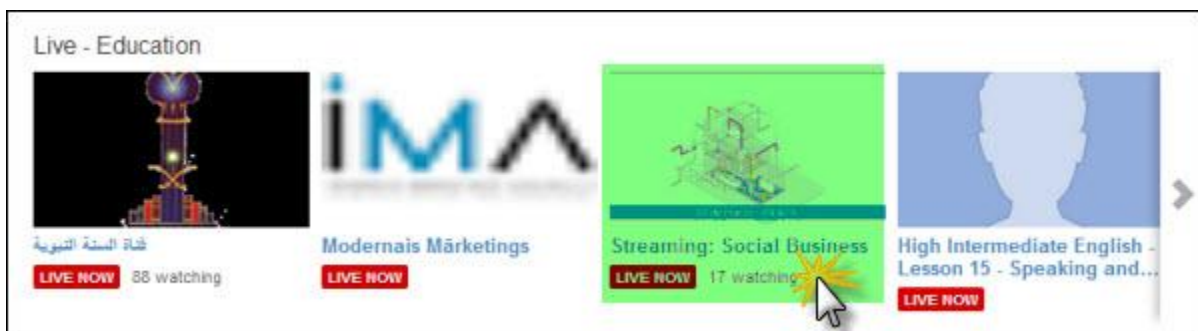 Live - Education
iMA
قناة السنة النبوية
LIVE NOW 88 watching
Modernais Mārketings
LIVE NOW
Streaming: Social Business
LIVE NOW 17 watching
High Intermediate English -
Lesson 15 - Speaking and...
LIVE NOW